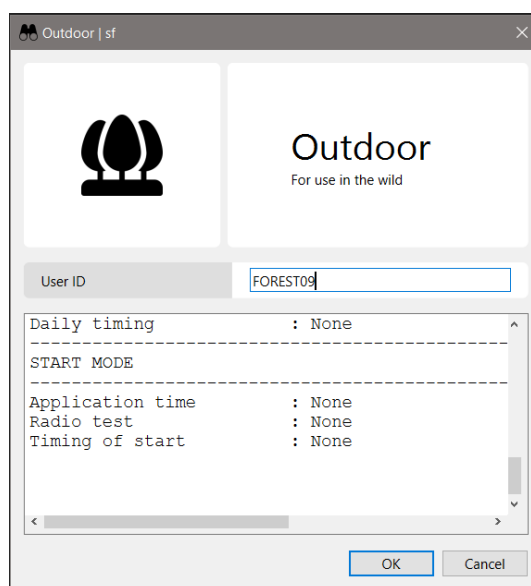 Outdoor | sf
Outdoor
For use in the wild
User ID FOREST09
Daily timing : None
------------------------------------------------
START MODE
------------------------------------------------
Application time : None
Radio test : None
Timing of start : None
OK Cancel